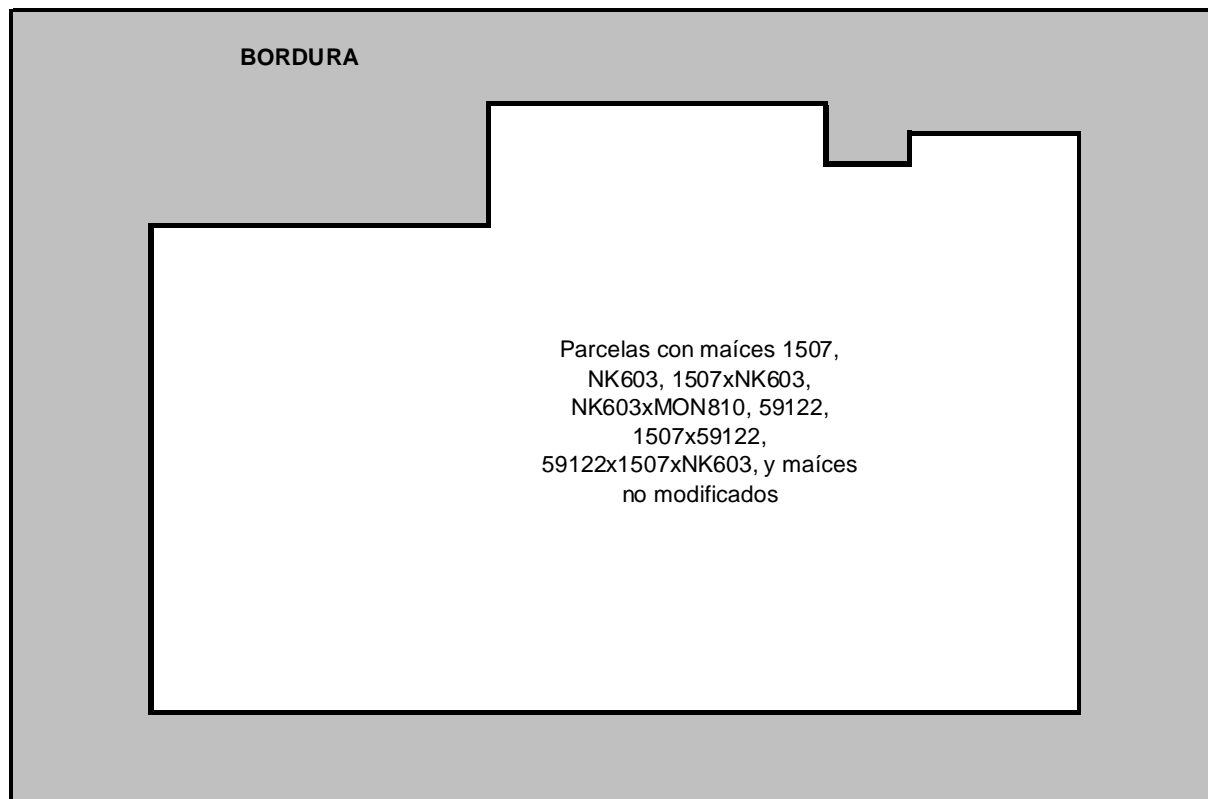 BORDURA
Parcelas con maíces 1507,
NK603, 1507xNK603,
NK603xMON810, 59122,
1507x59122,
59122x1507xNK603, y maíces
no modificados